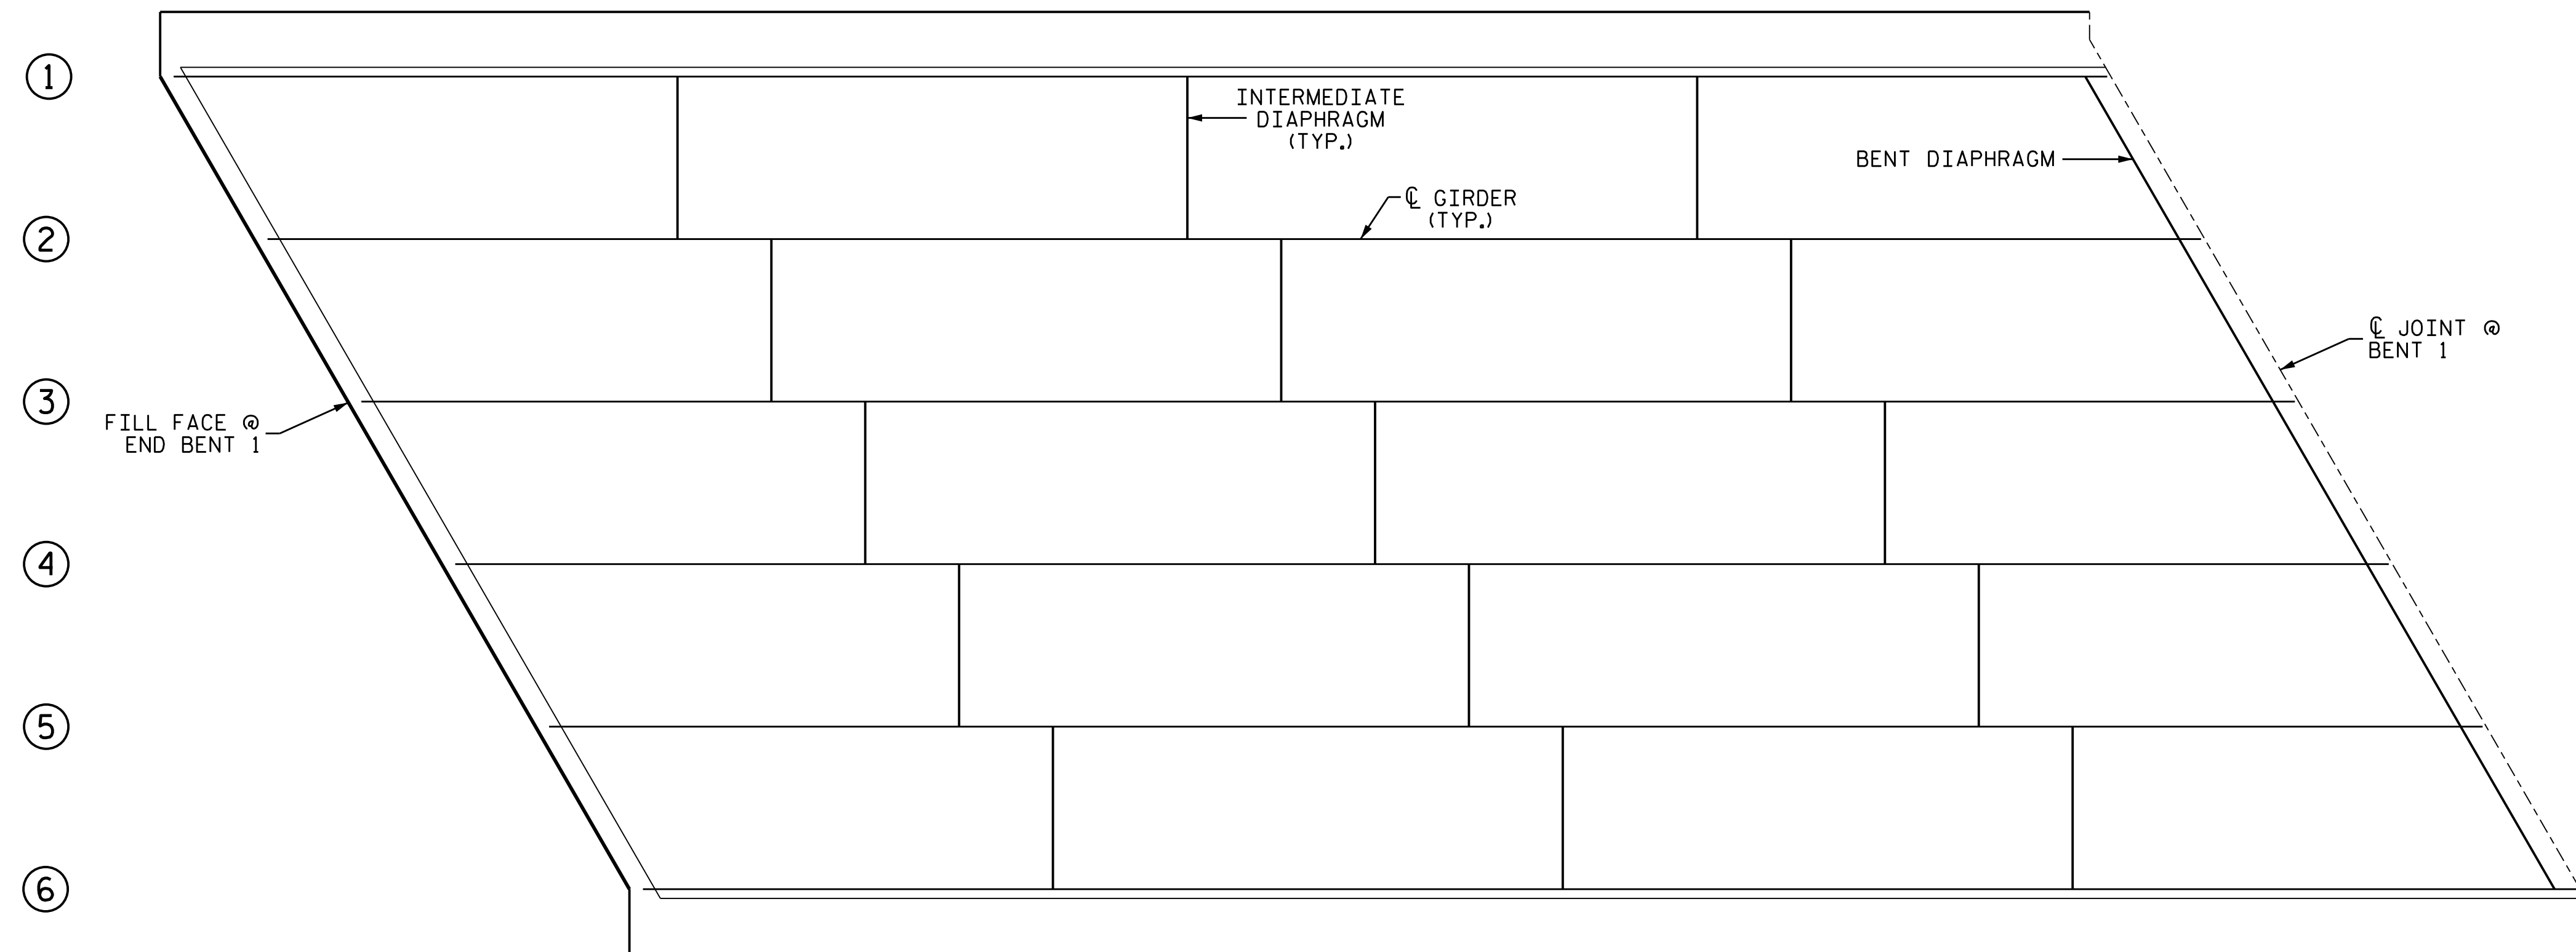 1
INTERMEDIATE
DIAPHRAGM
(TYP.)
BENT DIAPHRAGM
℄ GIRDER
(TYP.)
2
℄ JOINT @
BENT 1
3
FILL FACE @
END BENT 1
4
5
6